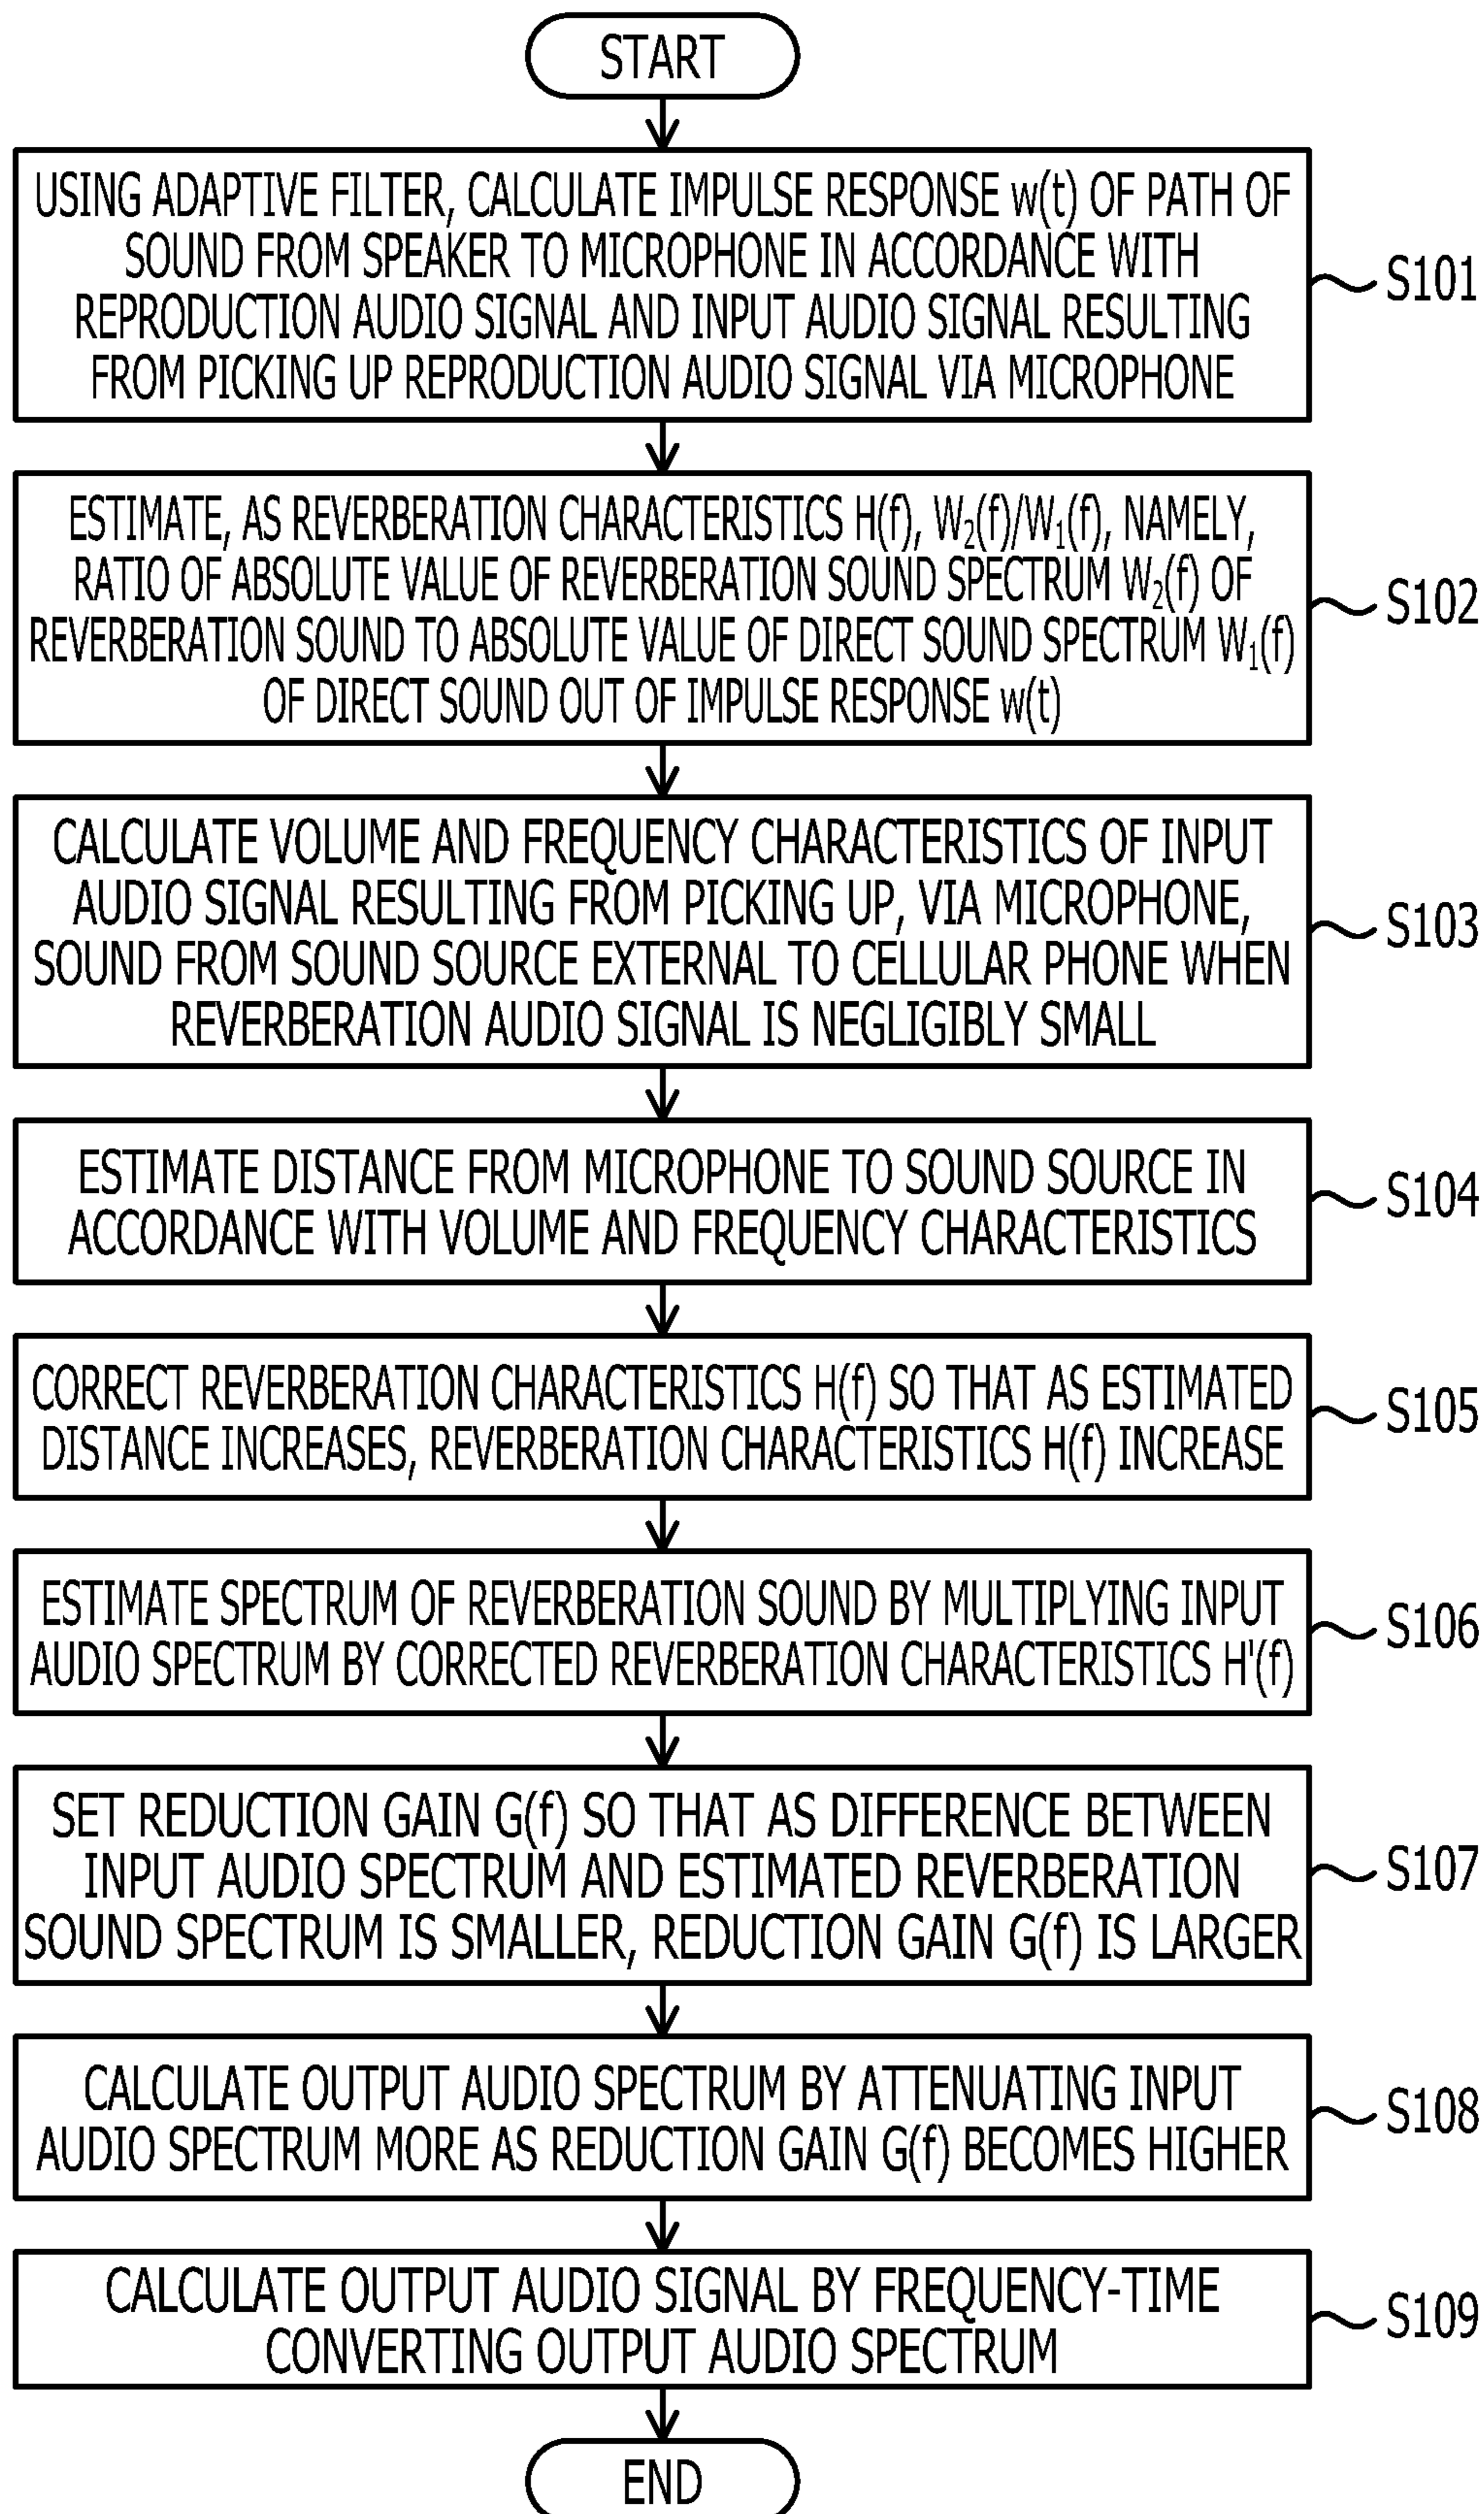 START
USING ADAPTIVE FILTER, CALCULATE IMPULSE RESPONSE w(t) OF PATH OF
SOUND FROM SPEAKER TO MICROPHONE IN ACCORDANCE WITH
REPRODUCTION AUDIO SIGNAL AND INPUT AUDIO SIGNAL RESULTING
FROM PICKING UP REPRODUCTION AUDIO SIGNAL VIA MICROPHONE
S101
ESTIMATE, AS REVERBERATION CHARACTERISTICS H(f), W₂(f)/W₁(f), NAMELY,
RATIO OF ABSOLUTE VALUE OF REVERBERATION SOUND SPECTRUM W₂(f) OF
REVERBERATION SOUND TO ABSOLUTE VALUE OF DIRECT SOUND SPECTRUM W₁(f)
OF DIRECT SOUND OUT OF IMPULSE RESPONSE w(t)
S102
CALCULATE VOLUME AND FREQUENCY CHARACTERISTICS OF INPUT
AUDIO SIGNAL RESULTING FROM PICKING UP, VIA MICROPHONE,
SOUND FROM SOUND SOURCE EXTERNAL TO CELLULAR PHONE WHEN
REVERBERATION AUDIO SIGNAL IS NEGLIGIBLY SMALL
S103
ESTIMATE DISTANCE FROM MICROPHONE TO SOUND SOURCE IN
ACCORDANCE WITH VOLUME AND FREQUENCY CHARACTERISTICS
S104
CORRECT REVERBERATION CHARACTERISTICS H(f) SO THAT AS ESTIMATED
DISTANCE INCREASES, REVERBERATION CHARACTERISTICS H(f) INCREASE
S105
ESTIMATE SPECTRUM OF REVERBERATION SOUND BY MULTIPLYING INPUT
AUDIO SPECTRUM BY CORRECTED REVERBERATION CHARACTERISTICS H'(f)
S106
SET REDUCTION GAIN G(f) SO THAT AS DIFFERENCE BETWEEN
INPUT AUDIO SPECTRUM AND ESTIMATED REVERBERATION
SOUND SPECTRUM IS SMALLER, REDUCTION GAIN G(f) IS LARGER
S107
CALCULATE OUTPUT AUDIO SPECTRUM BY ATTENUATING INPUT
AUDIO SPECTRUM MORE AS REDUCTION GAIN G(f) BECOMES HIGHER
S108
CALCULATE OUTPUT AUDIO SIGNAL BY FREQUENCY-TIME
CONVERTING OUTPUT AUDIO SPECTRUM
S109
END